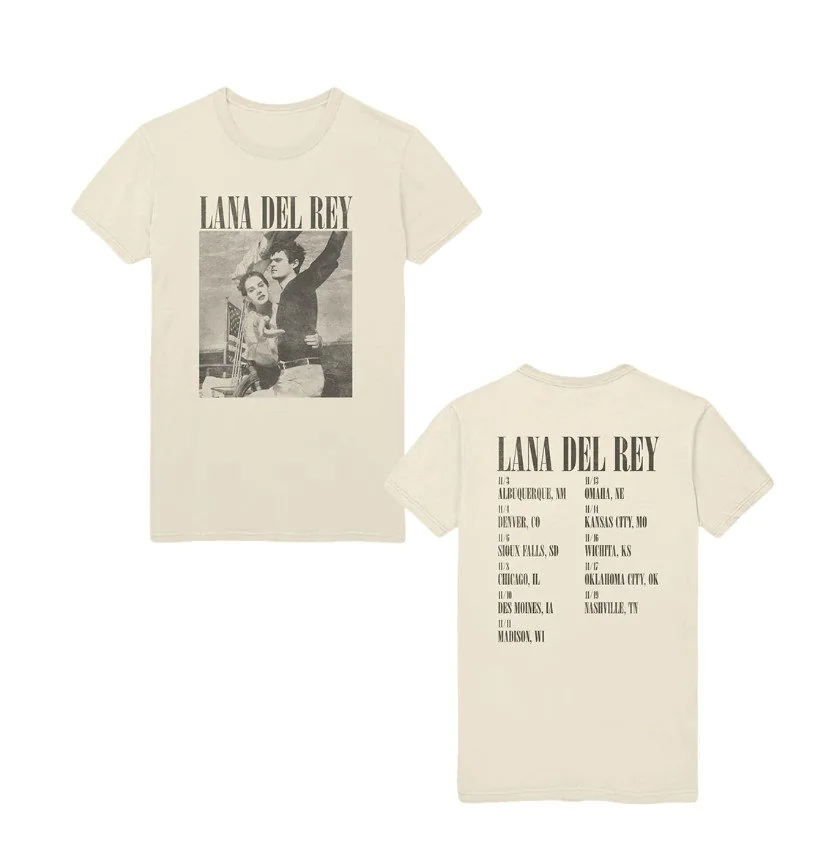 LANA DEL REY
LANA DEL REY
11/3
ALBUQUERQUE, NM
11/4
DENVER, CO
11/6
SIOUX FALLS, SD
11/8
CHICAGO, IL
11/10
DES MOINES, IA
11/11
MADISON, WI
11/13
OMAHA, NE
11/14
KANSAS CITY, MO
11/16
WICHITA, KS
11/17
OKLAHOMA CITY, OK
11/19
NASHVILLE, TN